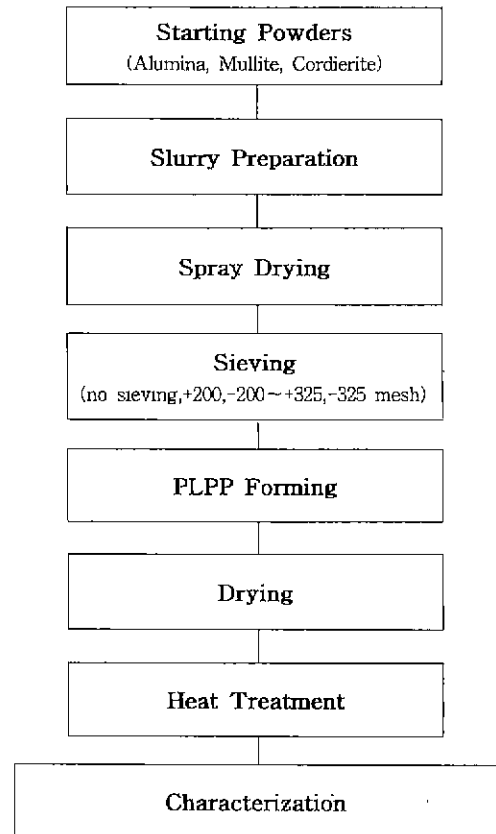 Starting Powders
(Alumina, Mullite, Cordierite)
Slurry Preparation
Spray Drying
Sieving
(no sieving,+200,-200~+325,-325 mesh)
PLPP Forming
Drying
Heat Treatment
Characterization